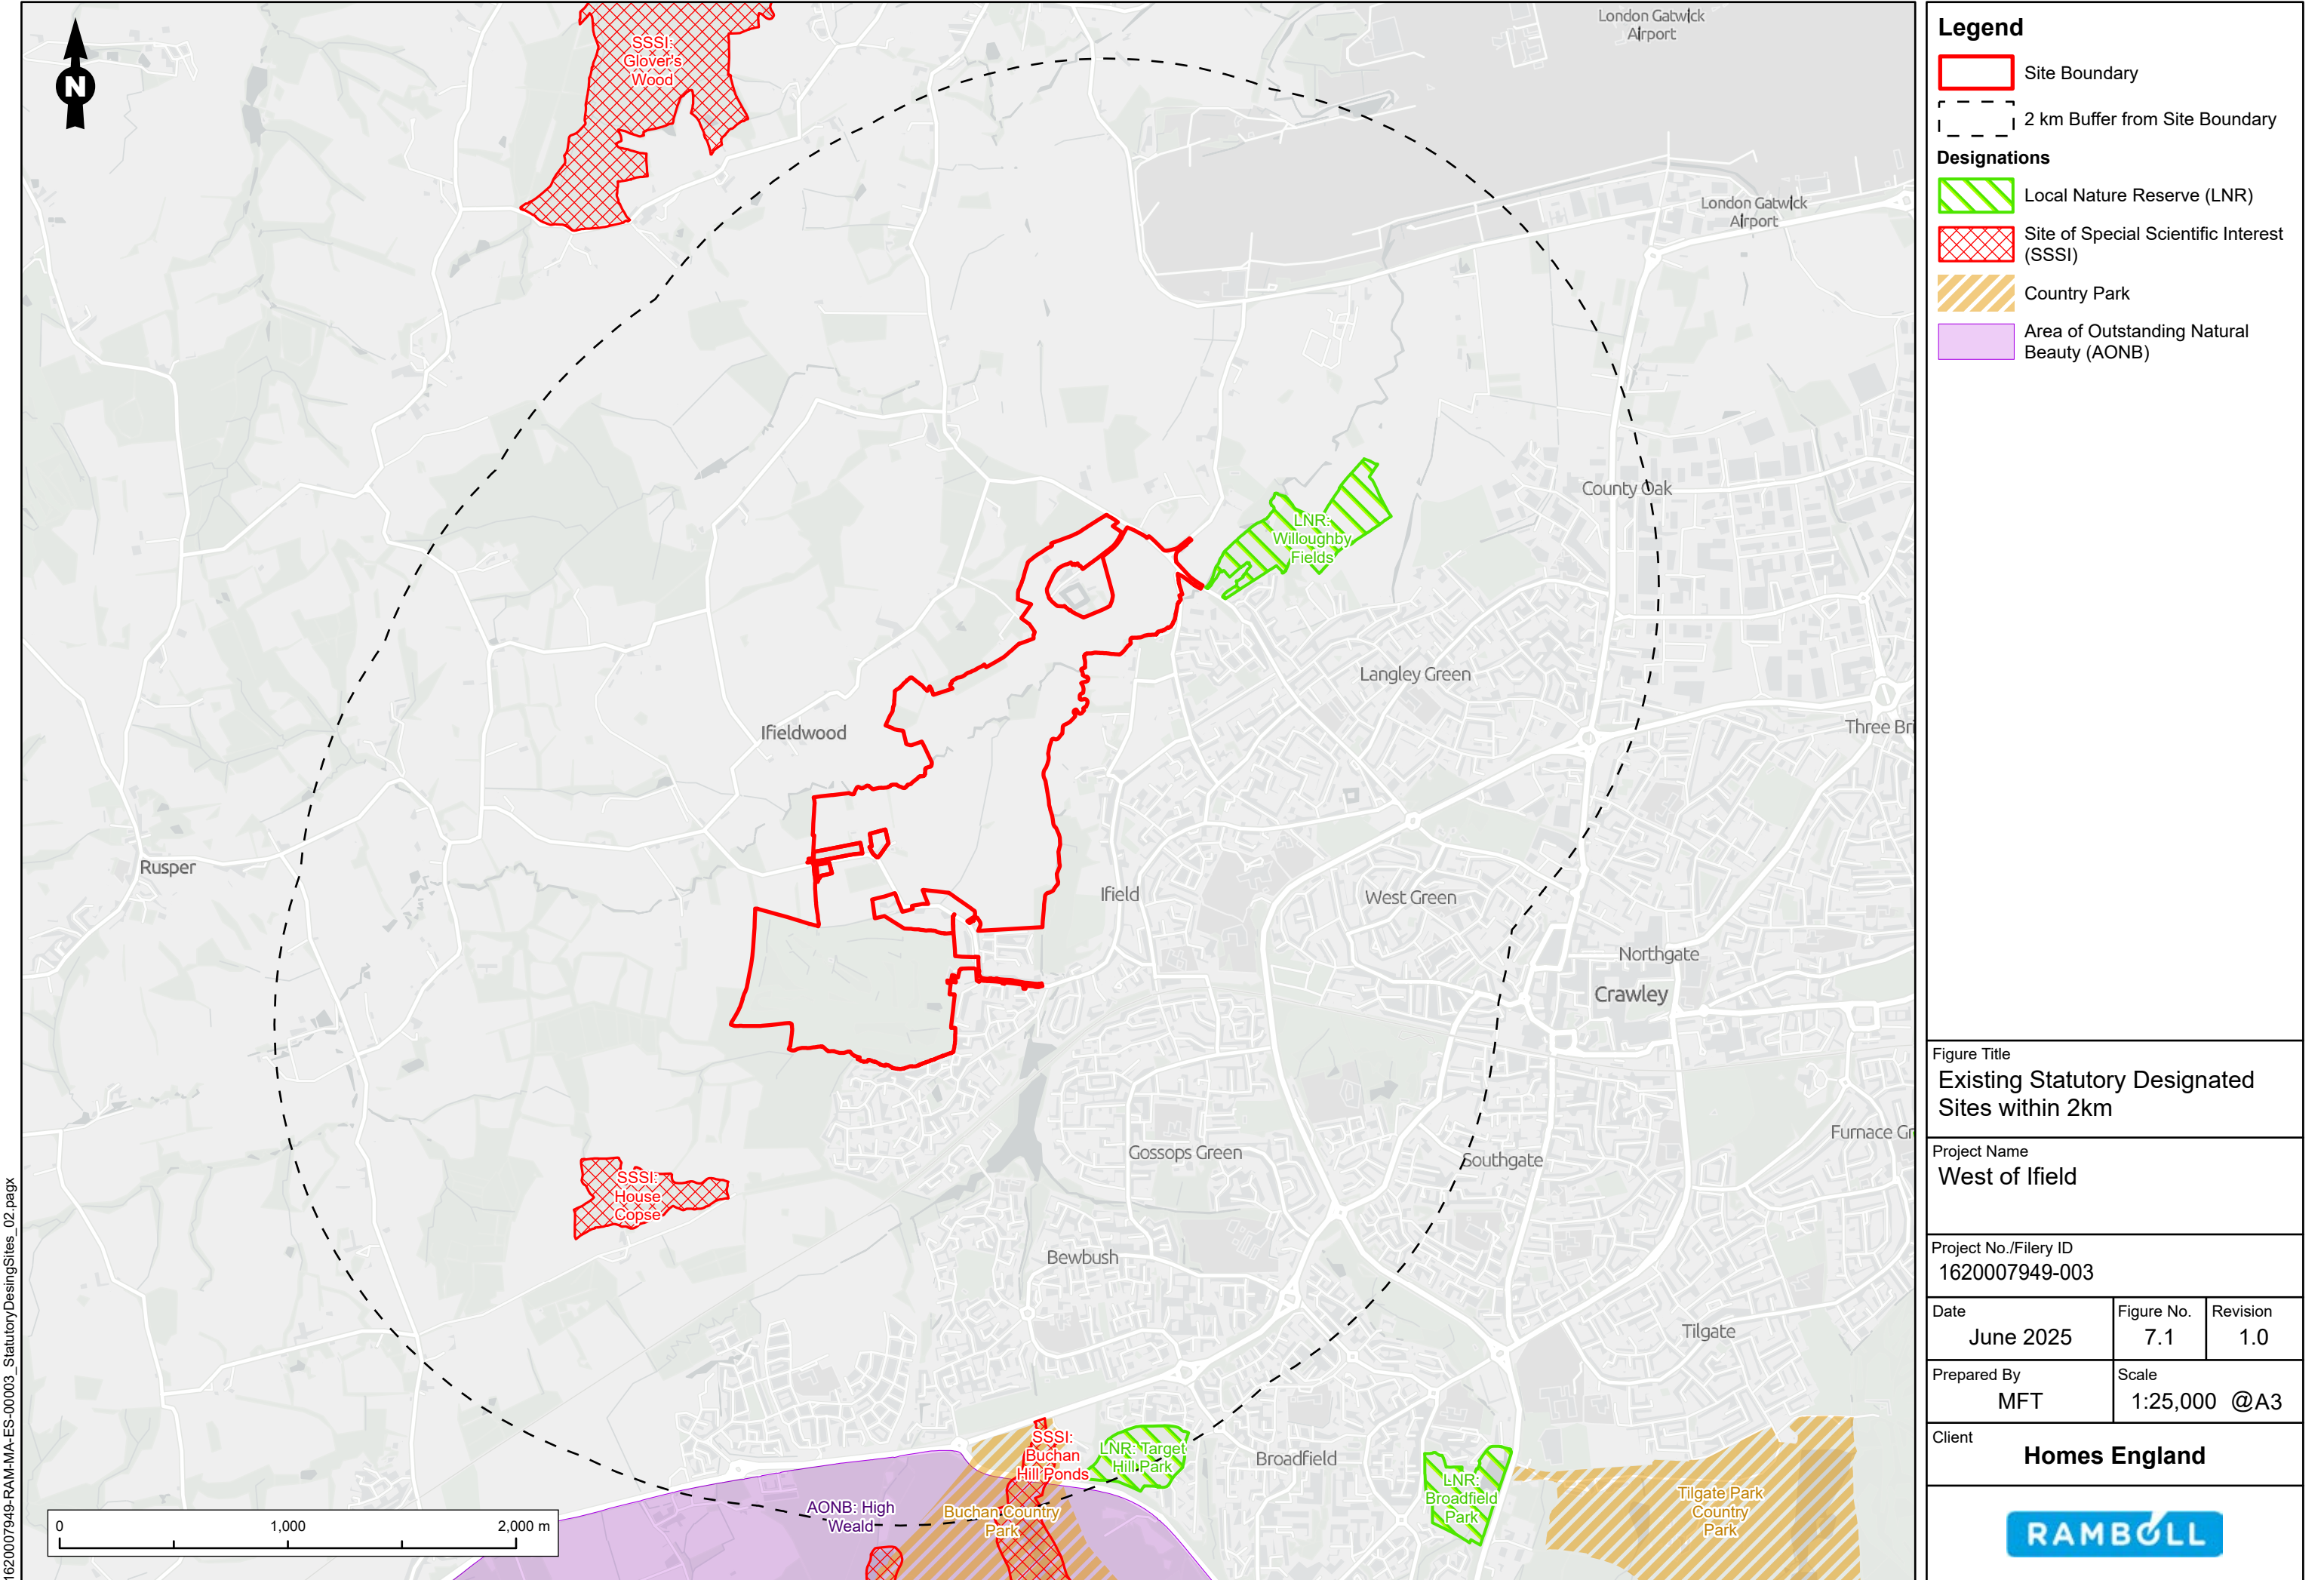 N
SSSI:
Glover's
Wood
London Gatwick
Airport
London Gatwick
Airport
County Oak
LNR:
Willoughby
Fields
Langley Green
Ifieldwood
Three Bri
Rusper
Ifield
West Green
Northgate
Crawley
Furnace Gr
Gossops Green
Southgate
SSSI:
House
Copse
Bewbush
Tilgate
SSSI:
Buchan
Hill Ponds
LNR: Target
Hill Park
Broadfield
LNR:
Broadfield
Park
Tilgate Park
Country
Park
AONB: High
Weald
Buchan Country
Park
0 1,000 2,000 m
1620007949-RAM-MA-ES-00003_StatutoryDesingSites_02.pagx
Legend
Site Boundary
2 km Buffer from Site Boundary
Designations
Local Nature Reserve (LNR)
Site of Special Scientific Interest
(SSSI)
Country Park
Area of Outstanding Natural
Beauty (AONB)
Figure Title
Existing Statutory Designated
Sites within 2km
Project Name
West of Ifield
Project No./Filery ID
1620007949-003
Date Figure No. Revision
June 2025 7.1 1.0
Prepared By Scale
MFT 1:25,000 @A3
Client
Homes England
RAMBOLL